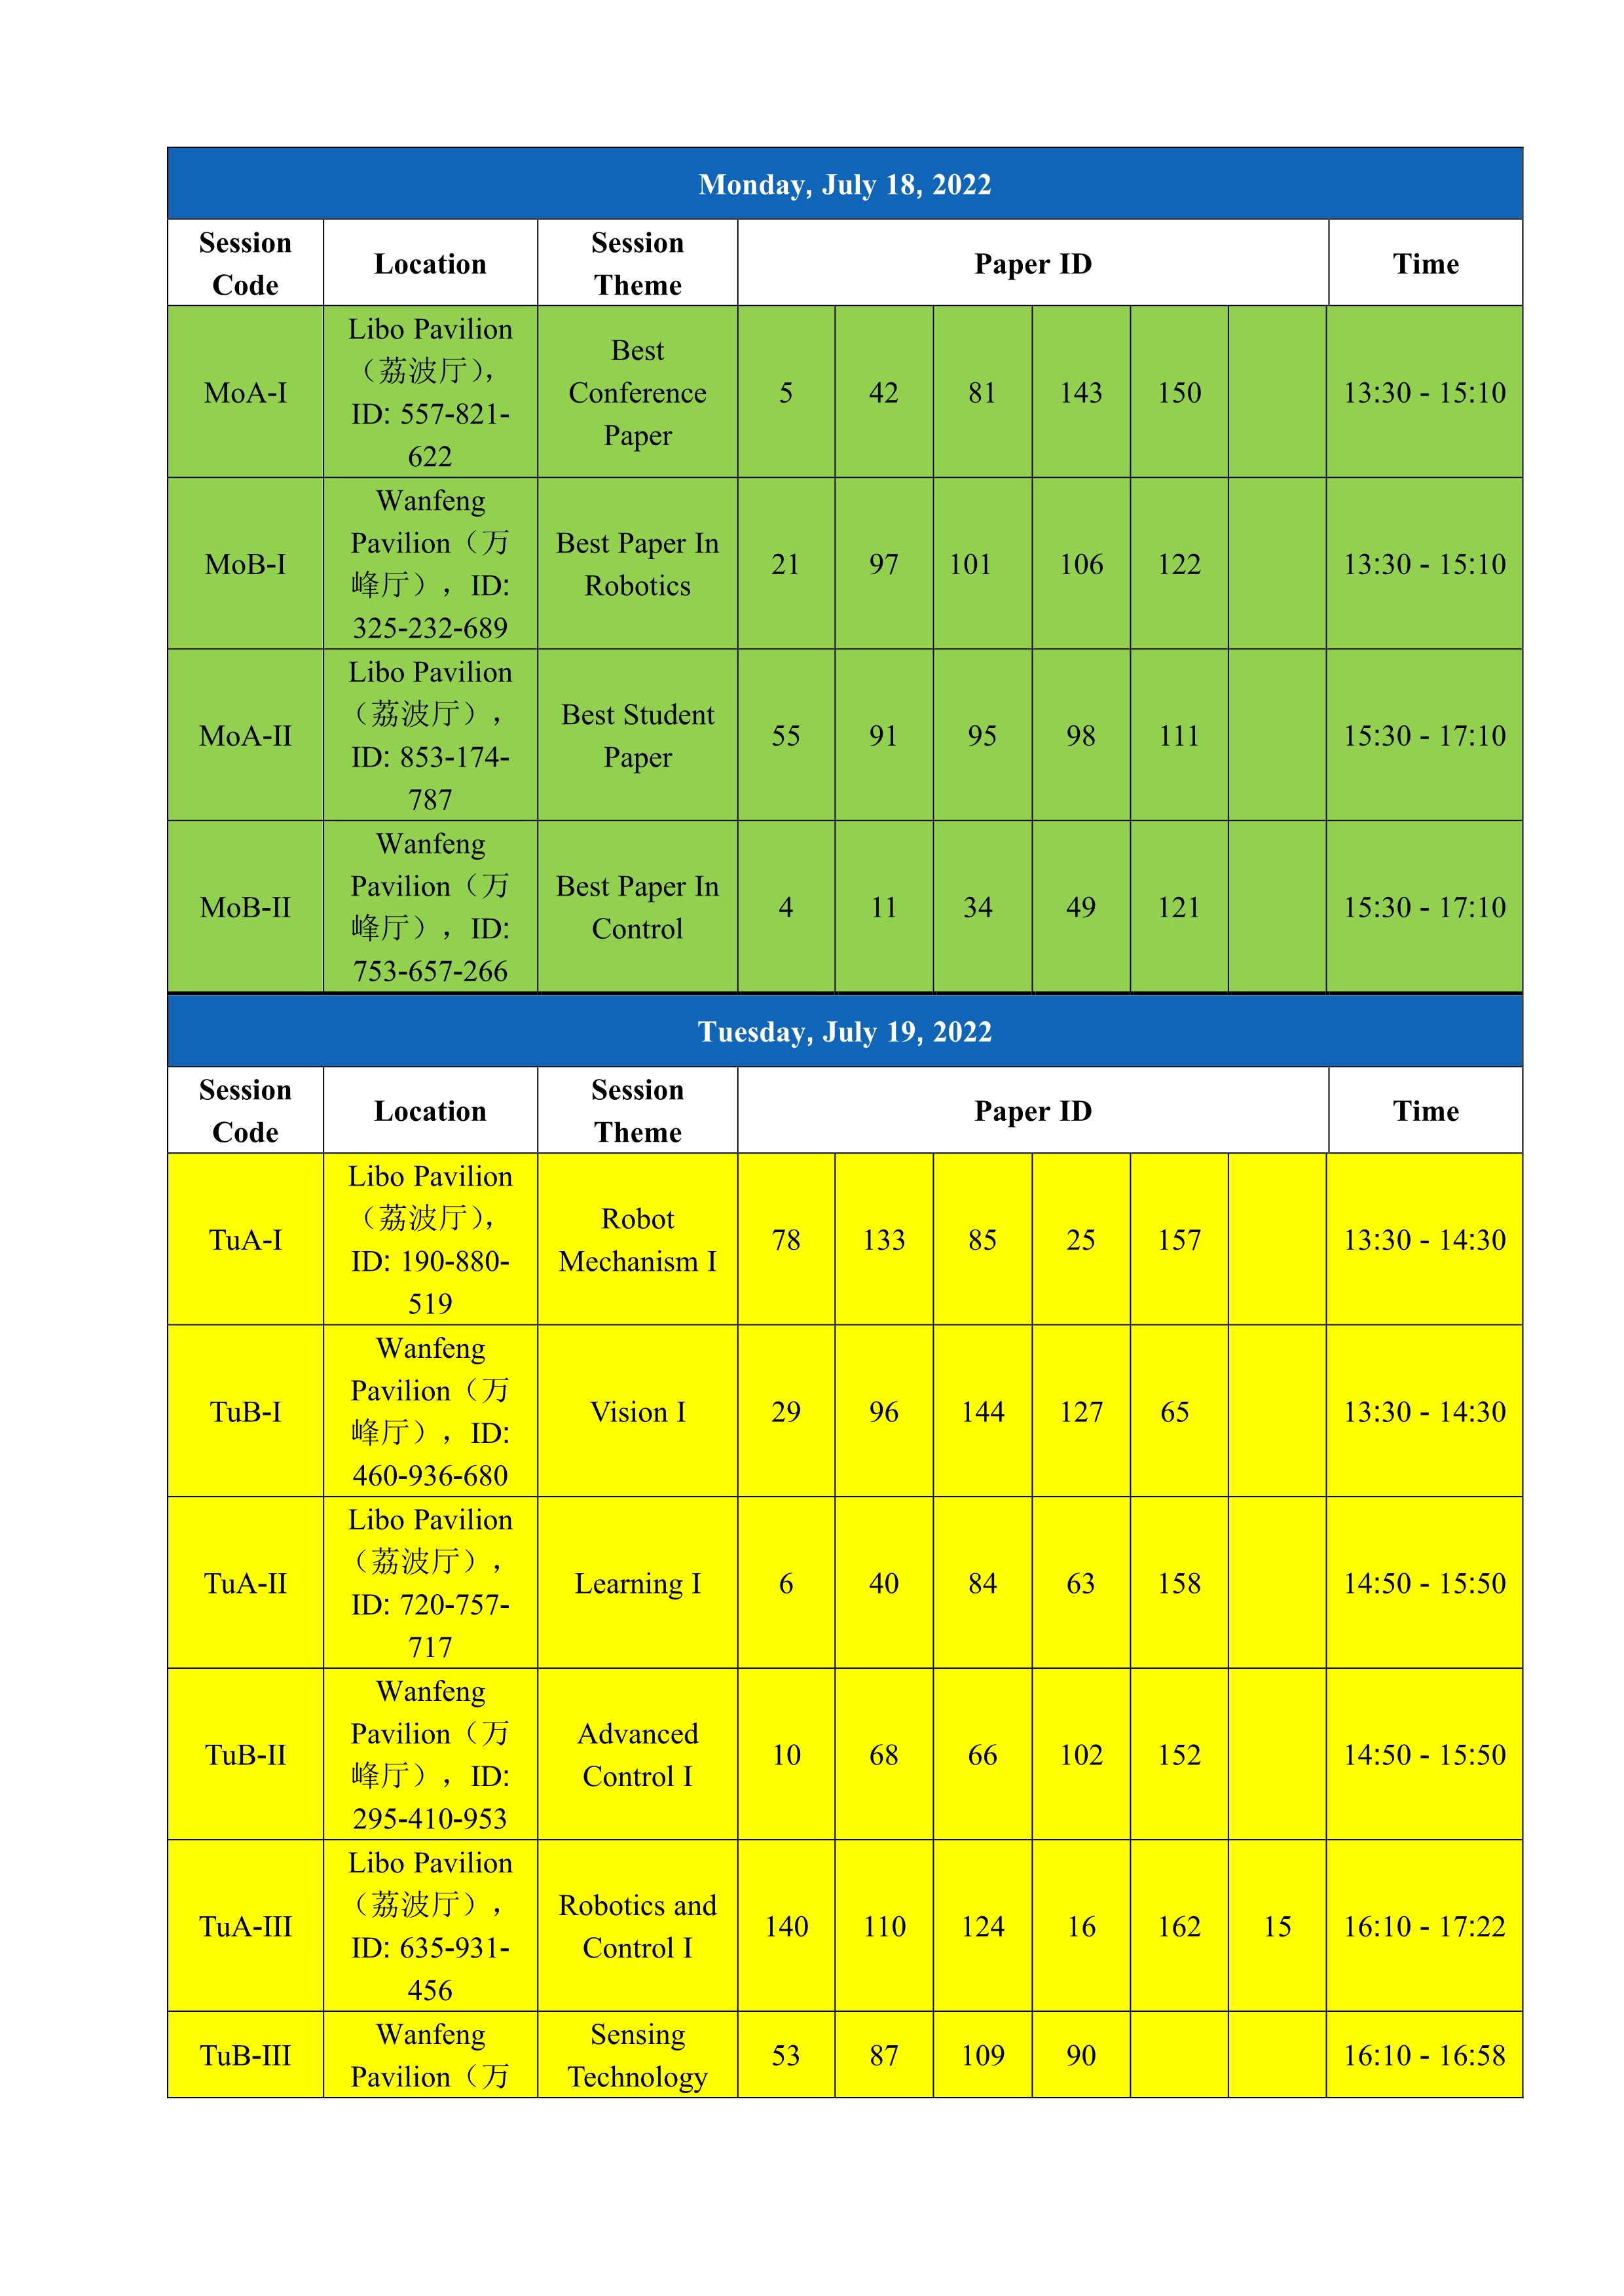 Monday, July 18, 2022
Session
Code
Location
Session
Theme
Paper ID
Time
MoA-I
Libo Pavilion
（荔波厅），
ID: 557-821-
622
Best
Conference
Paper
5 42 81 143 150
13:30 - 15:10
MoB-I
Wanfeng
Pavilion（万
峰厅），ID:
325-232-689
Best Paper In
Robotics
21 97 101 106 122
13:30 - 15:10
MoA-II
Libo Pavilion
（荔波厅），
ID: 853-174-
787
Best Student
Paper
55 91 95 98 111
15:30 - 17:10
MoB-II
Wanfeng
Pavilion（万
峰厅），ID:
753-657-266
Best Paper In
Control
4 11 34 49 121
15:30 - 17:10
Tuesday, July 19, 2022
Session
Code
Location
Session
Theme
Paper ID
Time
TuA-I
Libo Pavilion
（荔波厅），
ID: 190-880-
519
Robot
Mechanism I
78 133 85 25 157
13:30 - 14:30
TuB-I
Wanfeng
Pavilion（万
峰厅），ID:
460-936-680
Vision I
29 96 144 127 65
13:30 - 14:30
TuA-II
Libo Pavilion
（荔波厅），
ID: 720-757-
717
Learning I
6 40 84 63 158
14:50 - 15:50
TuB-II
Wanfeng
Pavilion（万
峰厅），ID:
295-410-953
Advanced
Control I
10 68 66 102 152
14:50 - 15:50
TuA-III
Libo Pavilion
（荔波厅），
ID: 635-931-
456
Robotics and
Control I
140 110 124 16 162 15
16:10 - 17:22
TuB-III
Wanfeng
Pavilion（万
Sensing
Technology
53 87 109 90
16:10 - 16:58